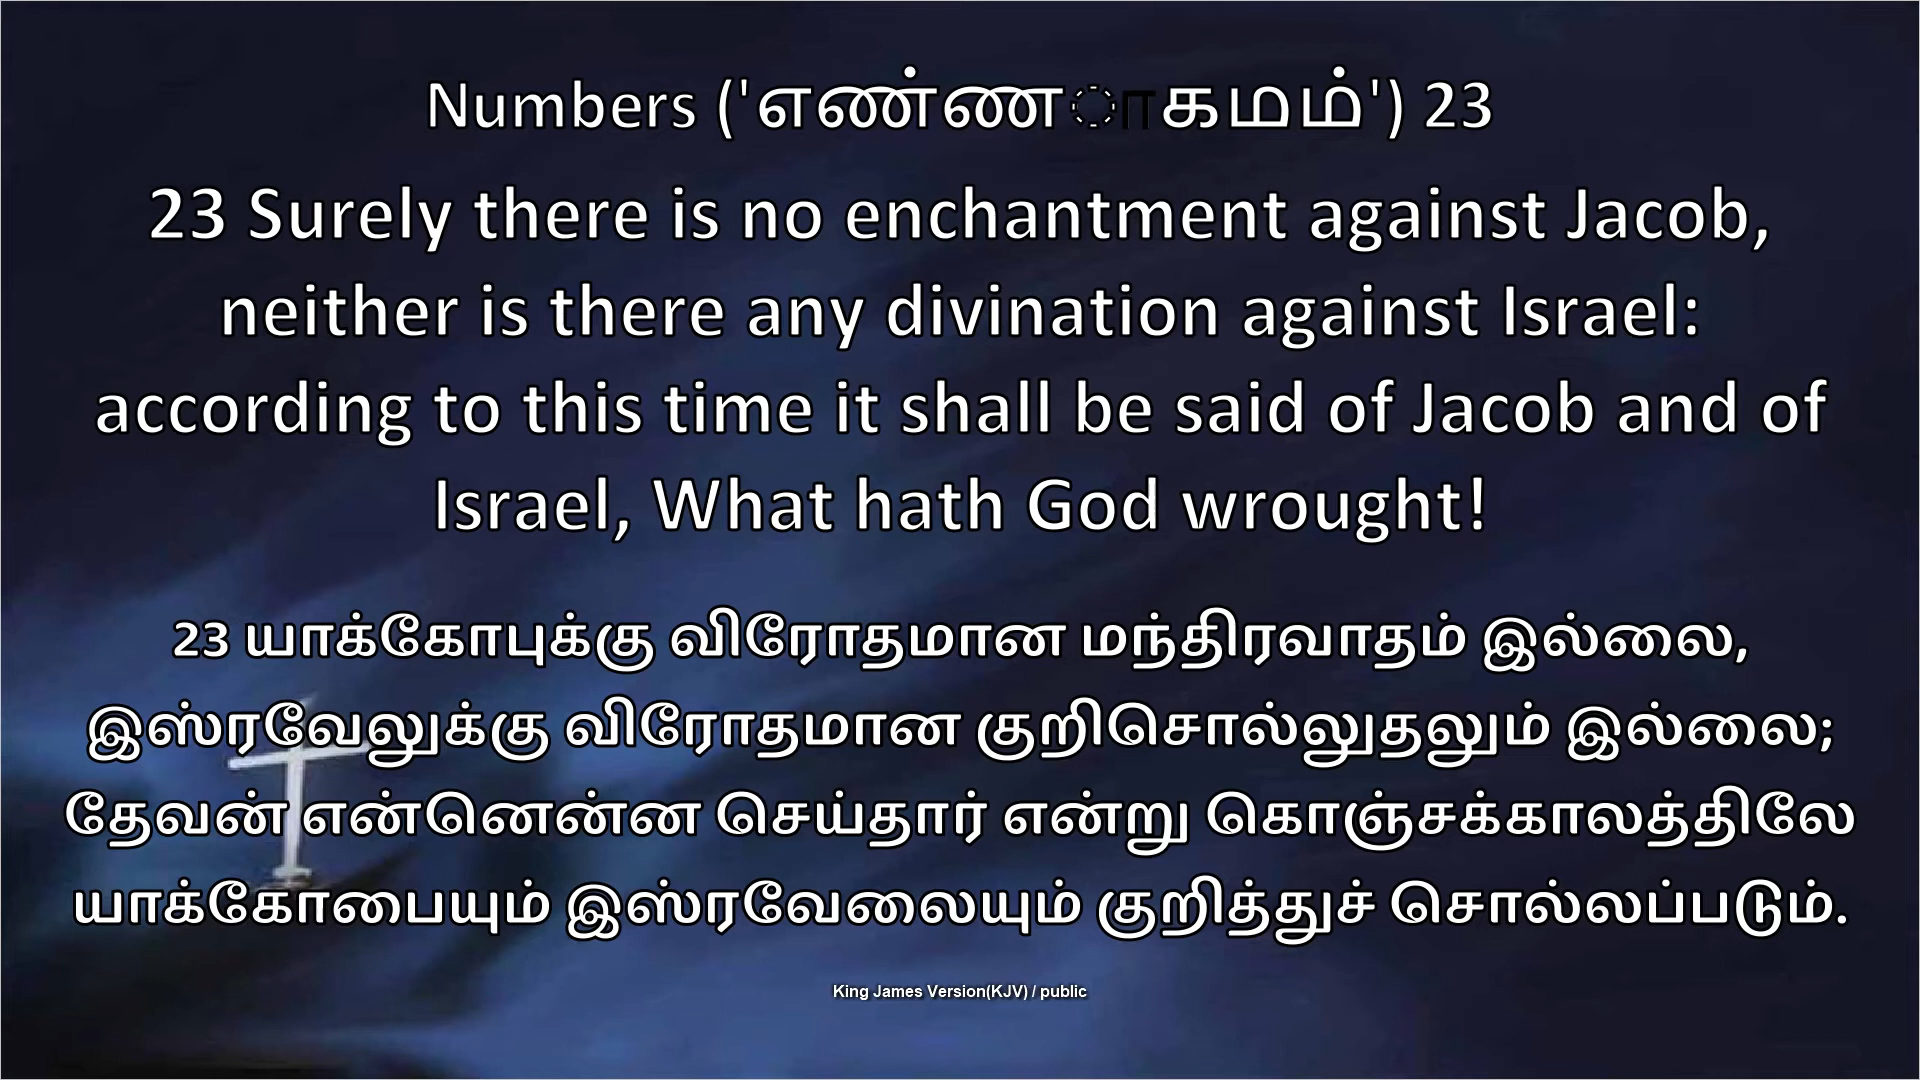 Numbers ('எண்ணாகமம்') 23
23 Surely there is no enchantment against Jacob,
neither is there any divination against Israel:
according to this time it shall be said of Jacob and of
Israel, What hath God wrought!
23 யாக்கோபுக்கு விரோதமான மந்திரவாதம் இல்லை,
இஸ்ரவேலுக்கு விரோதமான குறிசொல்லுதலும் இல்லை;
தேவன் என்னென்ன செய்தார் என்று கொஞ்சக்காலத்திலே
யாக்கோபையும் இஸ்ரவேலையும் குறித்துச் சொல்லப்படும்.
King James Version(KJV) / public